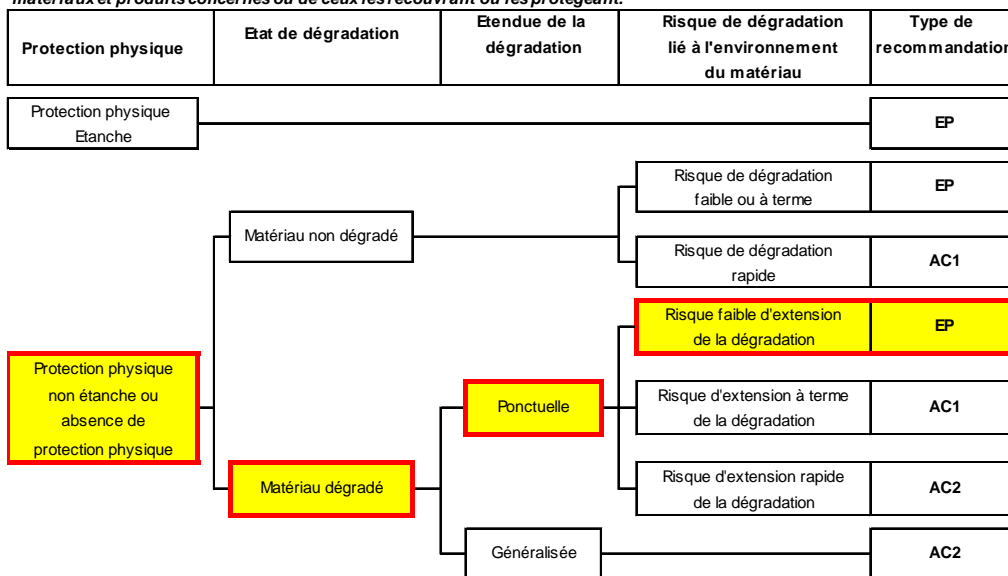 matériaux et produits concernés ou de ceux les recouvrant ou les protégeant.
Protection physique
Etat de dégradation
Etendue de la
dégradation
Risque de dégradation
lié à l'environnement
du matériau
Type de
recommandation
Protection physique
Etanche
EP
Risque de dégradation
faible ou à terme
EP
Matériau non dégradé
Risque de dégradation
rapide
AC1
Risque faible d'extension
de la dégradation
EP
Protection physique
non étanche ou
absence de
protection physique
Ponctuelle
Risque d'extension à terme
de la dégradation
AC1
Matériau dégradé
Risque d'extension rapide
de la dégradation
AC2
Généralisée
AC2